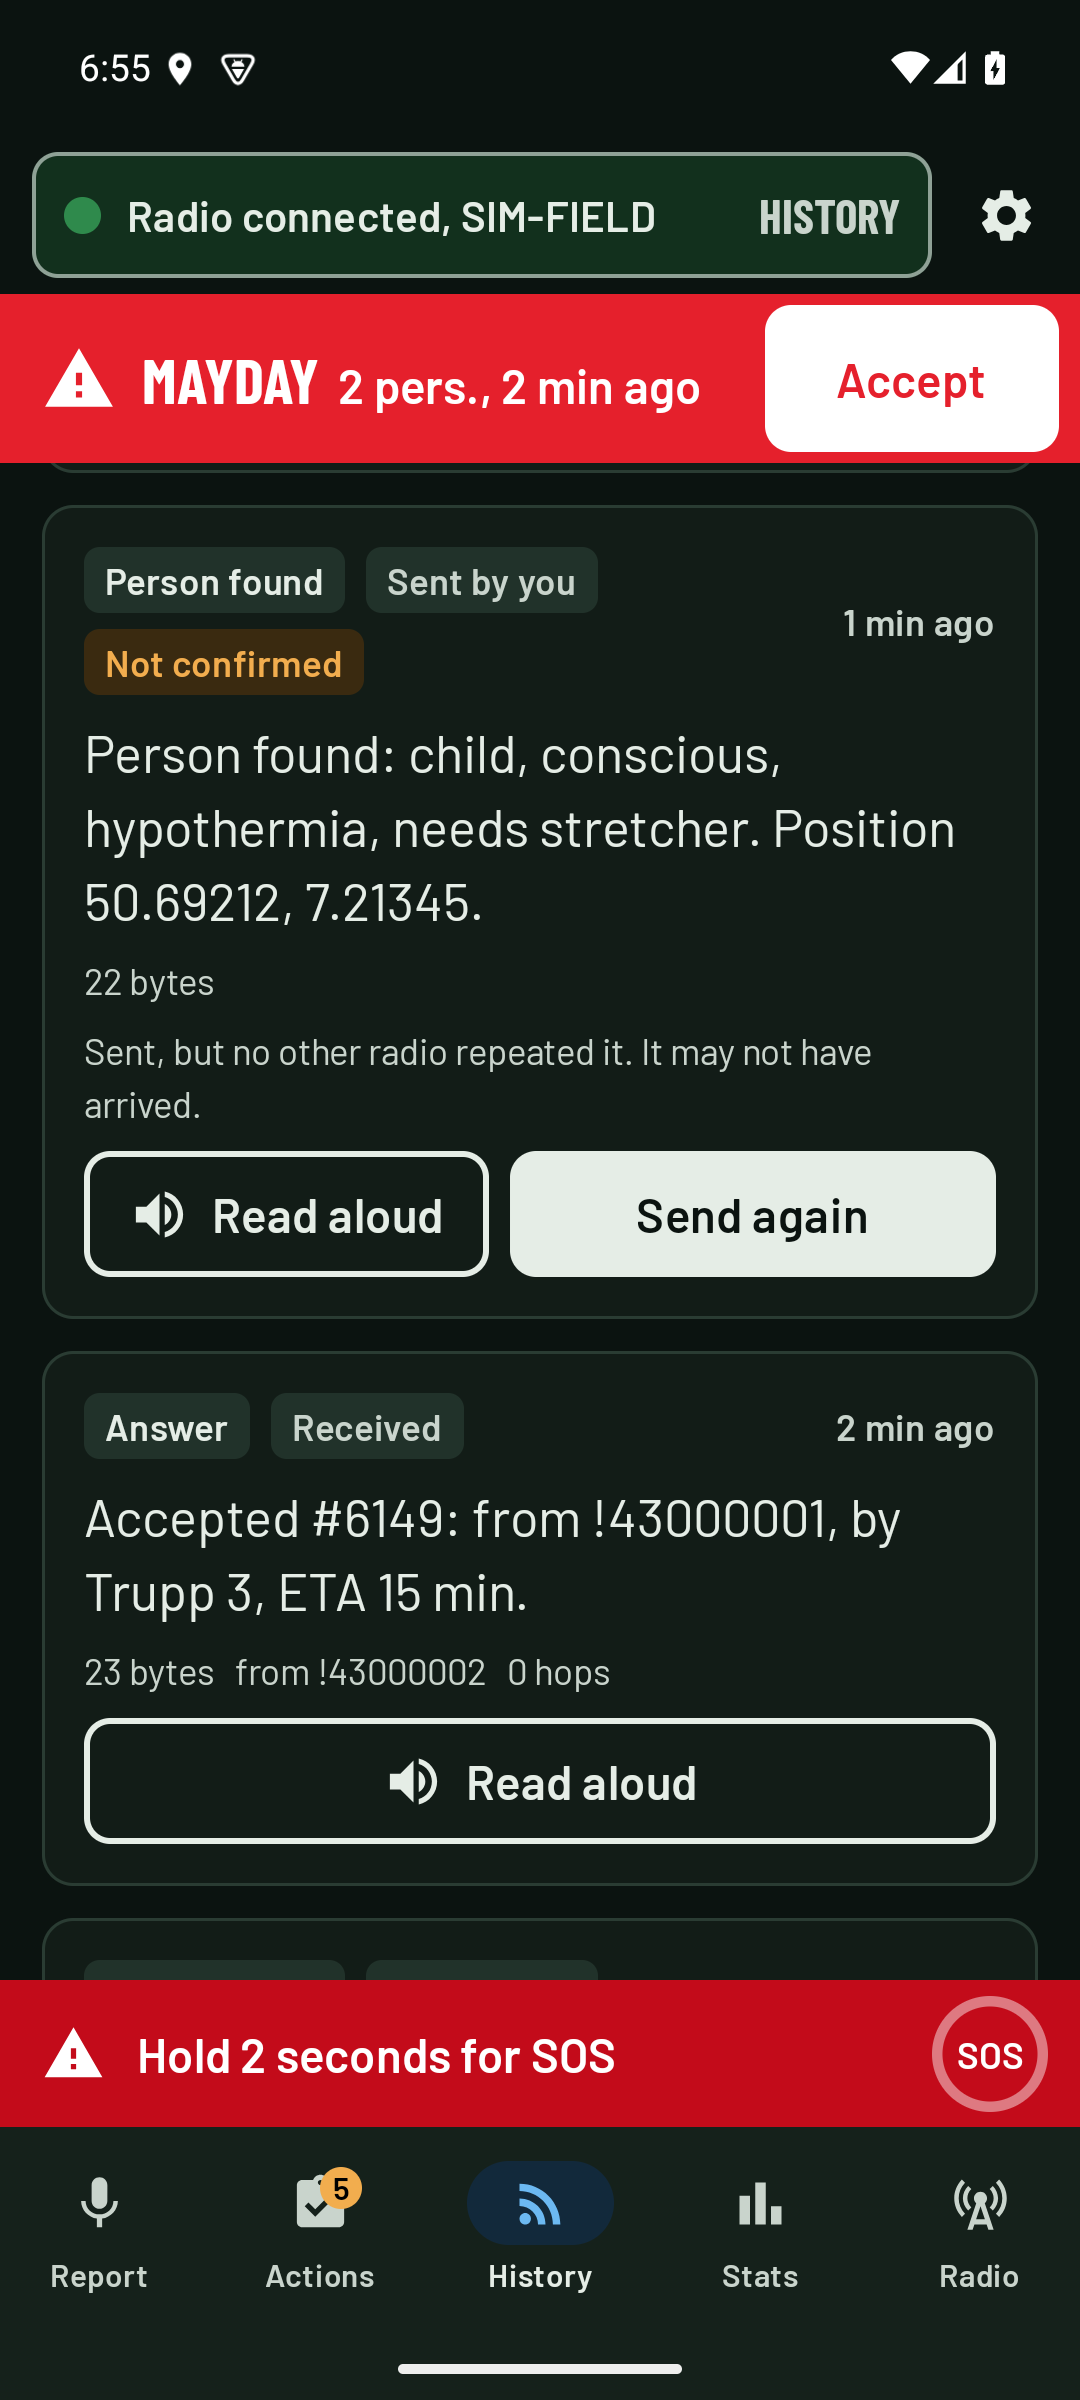 6:55
Radio connected, SIM-FIELD
HISTORY
MAYDAY 2 pers., 2 min ago
Accept
Person found
Sent by you
1 min ago
Not confirmed
Person found: child, conscious,
hypothermia, needs stretcher. Position
50.69212, 7.21345.
22 bytes
Sent, but no other radio repeated it. It may not have
arrived.
Read aloud
Send again
Answer
Received
2 min ago
Accepted #6149: from !43000001, by
Trupp 3, ETA 15 min.
23 bytes from !43000002 0 hops
Read aloud
Hold 2 seconds for SOS
SOS
5
Report
Actions
History
Stats
Radio